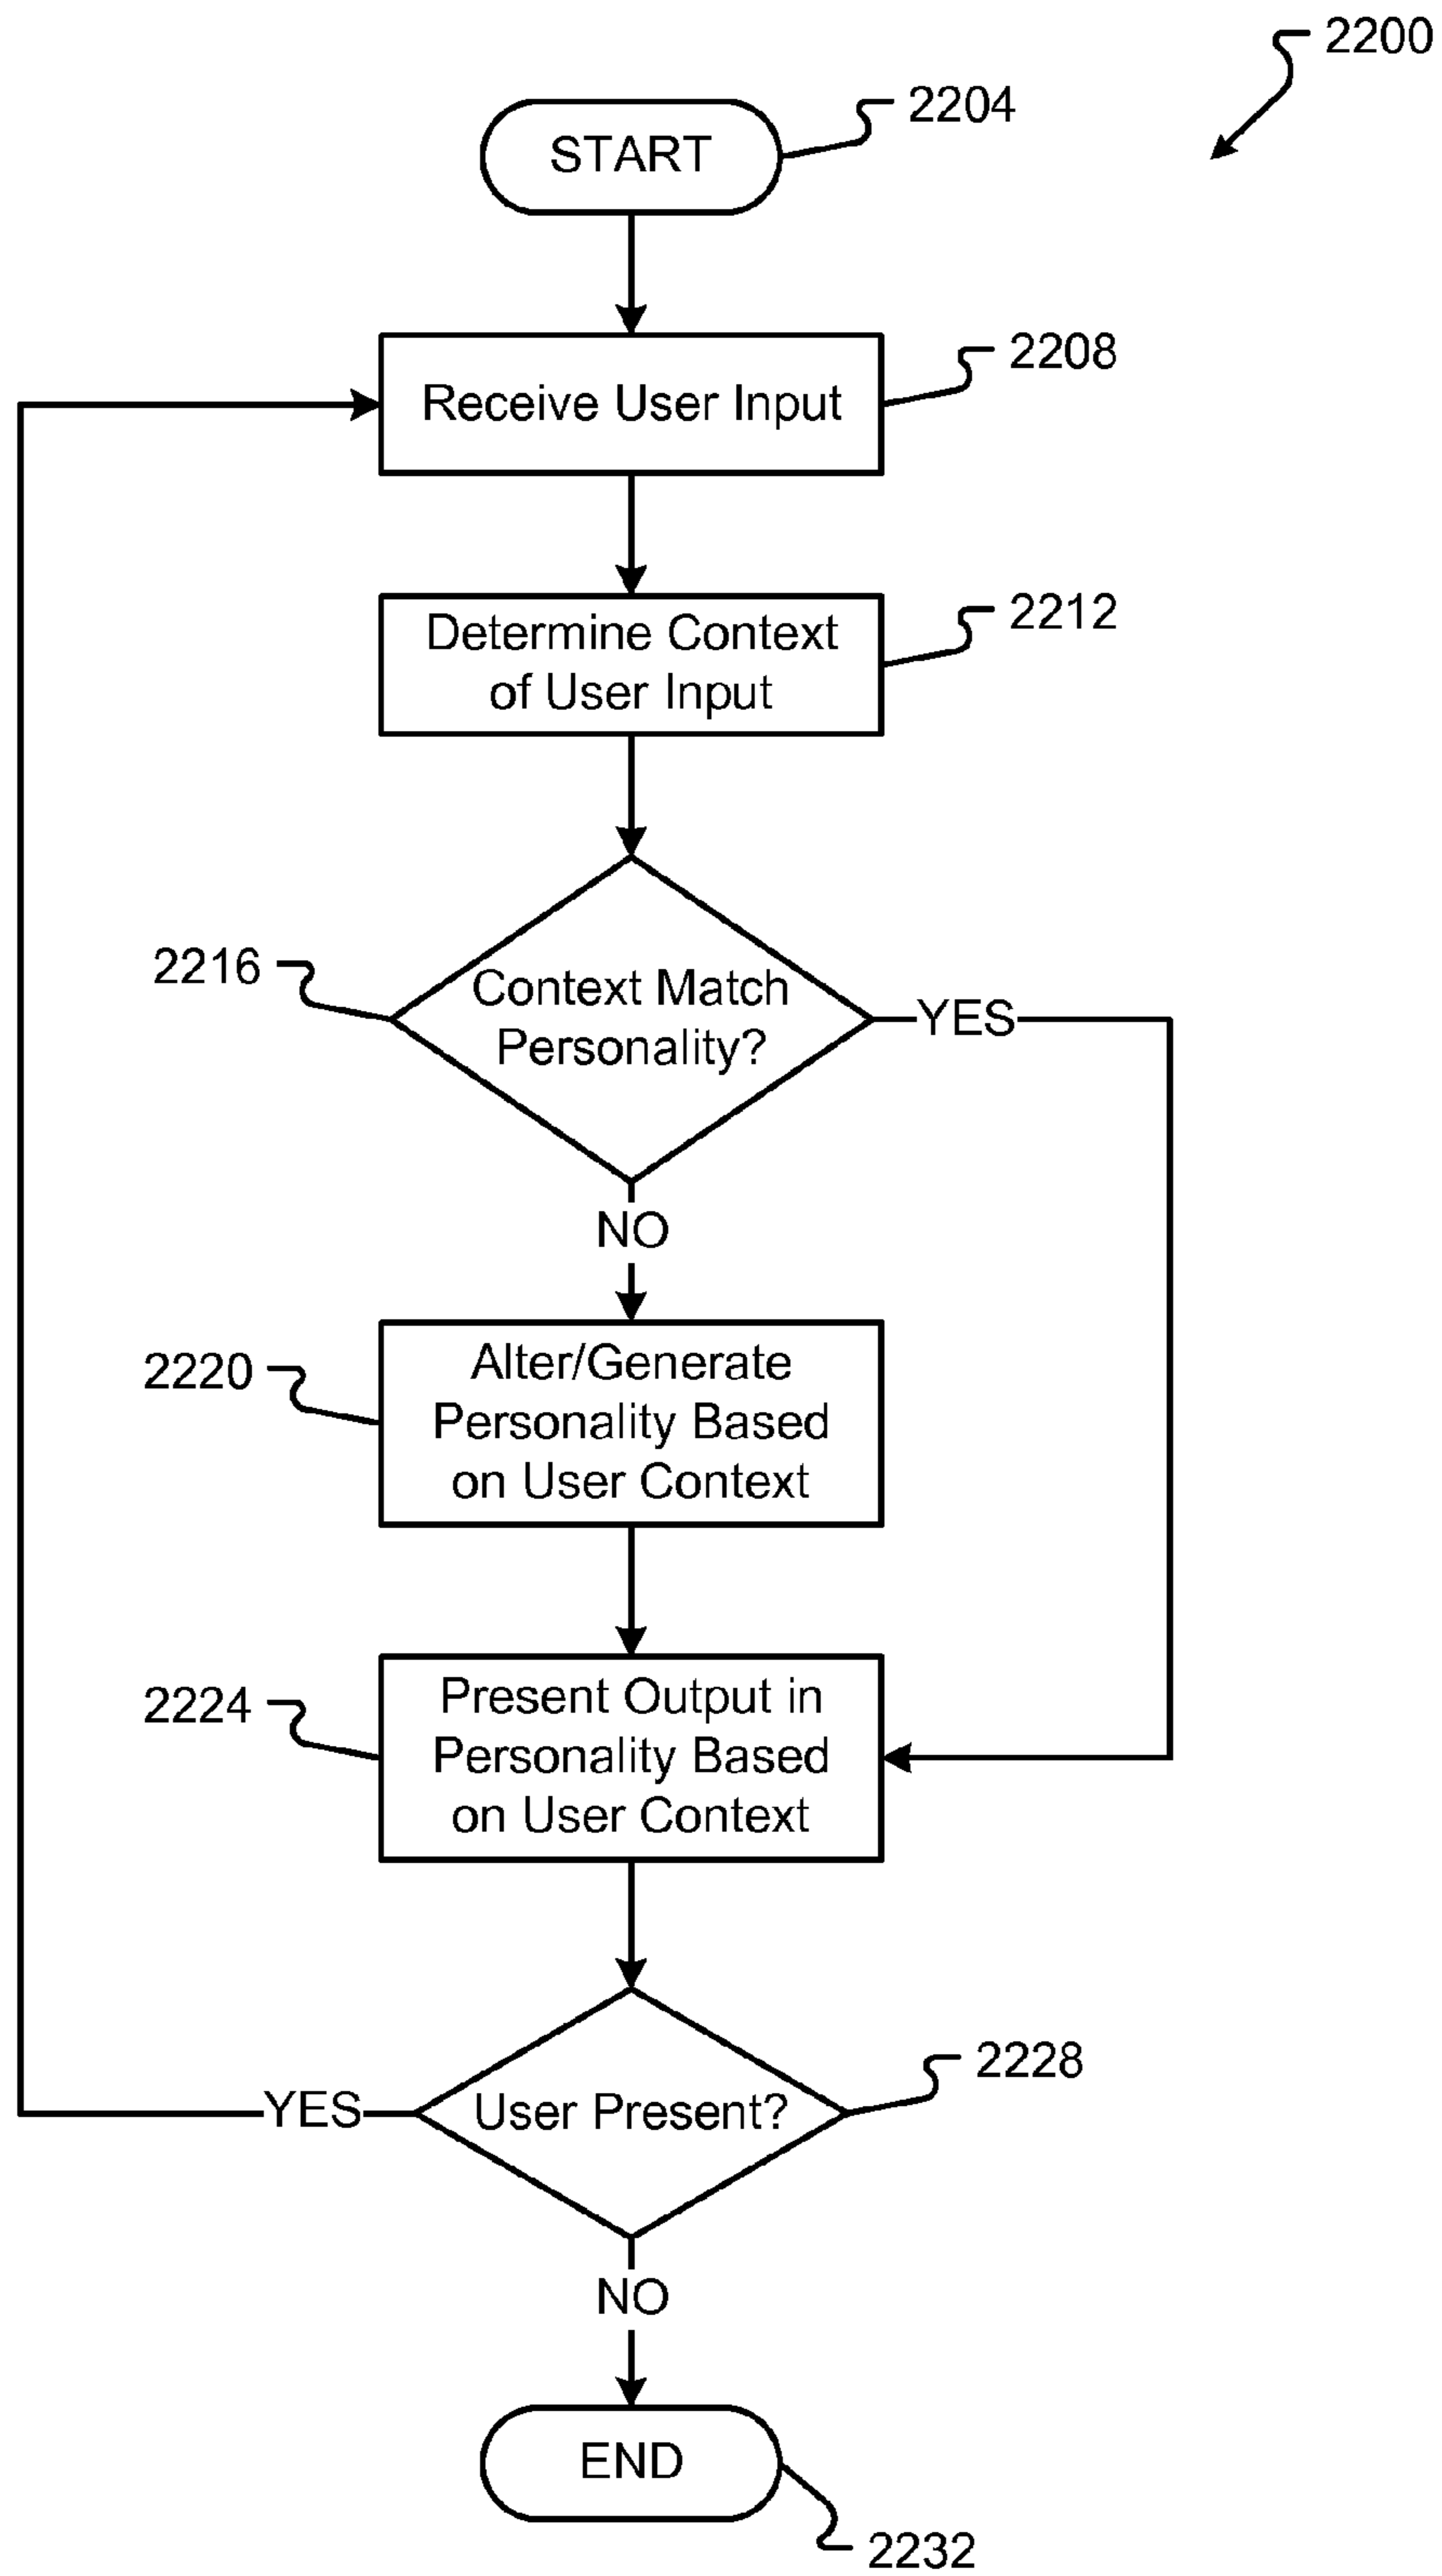 2200
START
2204
Receive User Input
2208
Determine Context
of User Input
2212
2216
Context Match
Personality?
YES
NO
2220
Alter/Generate
Personality Based
on User Context
2224
Present Output in
Personality Based
on User Context
YES
User Present?
2228
NO
END
2232